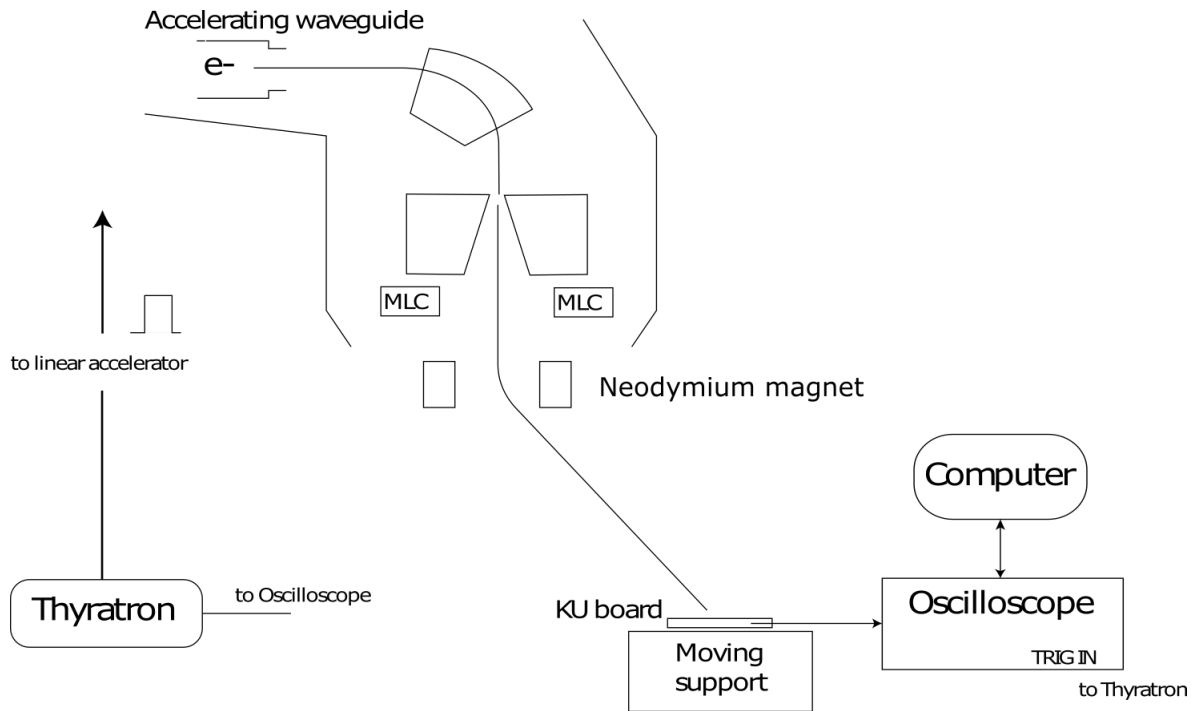 Accelerating waveguide
e-
MLC
MLC
to linear accelerator
Neodymium magnet
Computer
Thyratron
to Oscilloscope
KU board
Oscilloscope
TRIG IN
Moving
support
to Thyratron